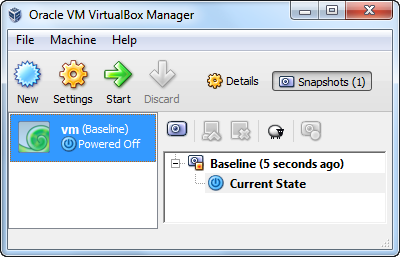 Oracle VM VirtualBox Manager
File Machine Help
New Settings Start Discard Details Snapshots (1)
vm (Baseline)
Powered Off
Baseline (5 seconds ago)
Current State